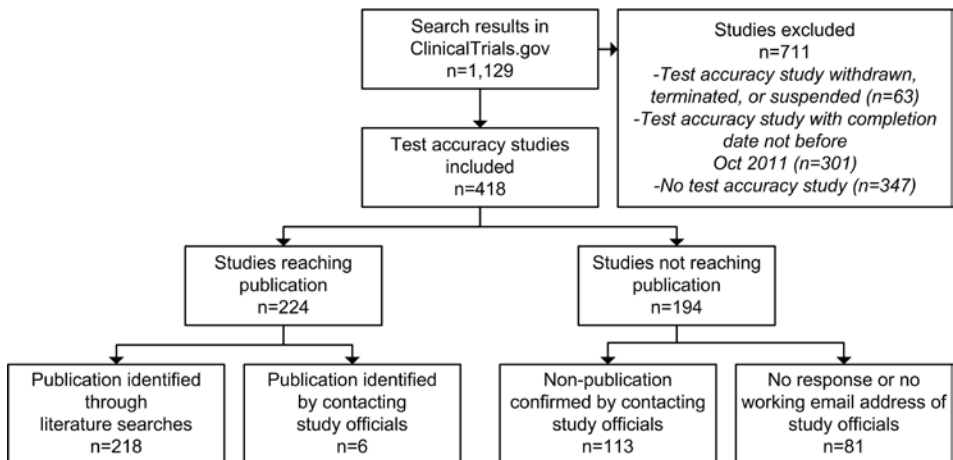 Search results in
ClinicalTrials.gov
n=1,129
Studies excluded
n=711
-Test accuracy study withdrawn,
terminated, or suspended (n=63)
-Test accuracy study with completion
date not before
Oct 2011 (n=301)
-No test accuracy study (n=347)
Test accuracy studies
included
n=418
Studies reaching
publication
n=224
Studies not reaching
publication
n=194
Publication identified
through
literature searches
n=218
Publication identified
by contacting
study officials
n=6
Non-publication
confirmed by contacting
study officials
n=113
No response or no
working email address of
study officials
n=81